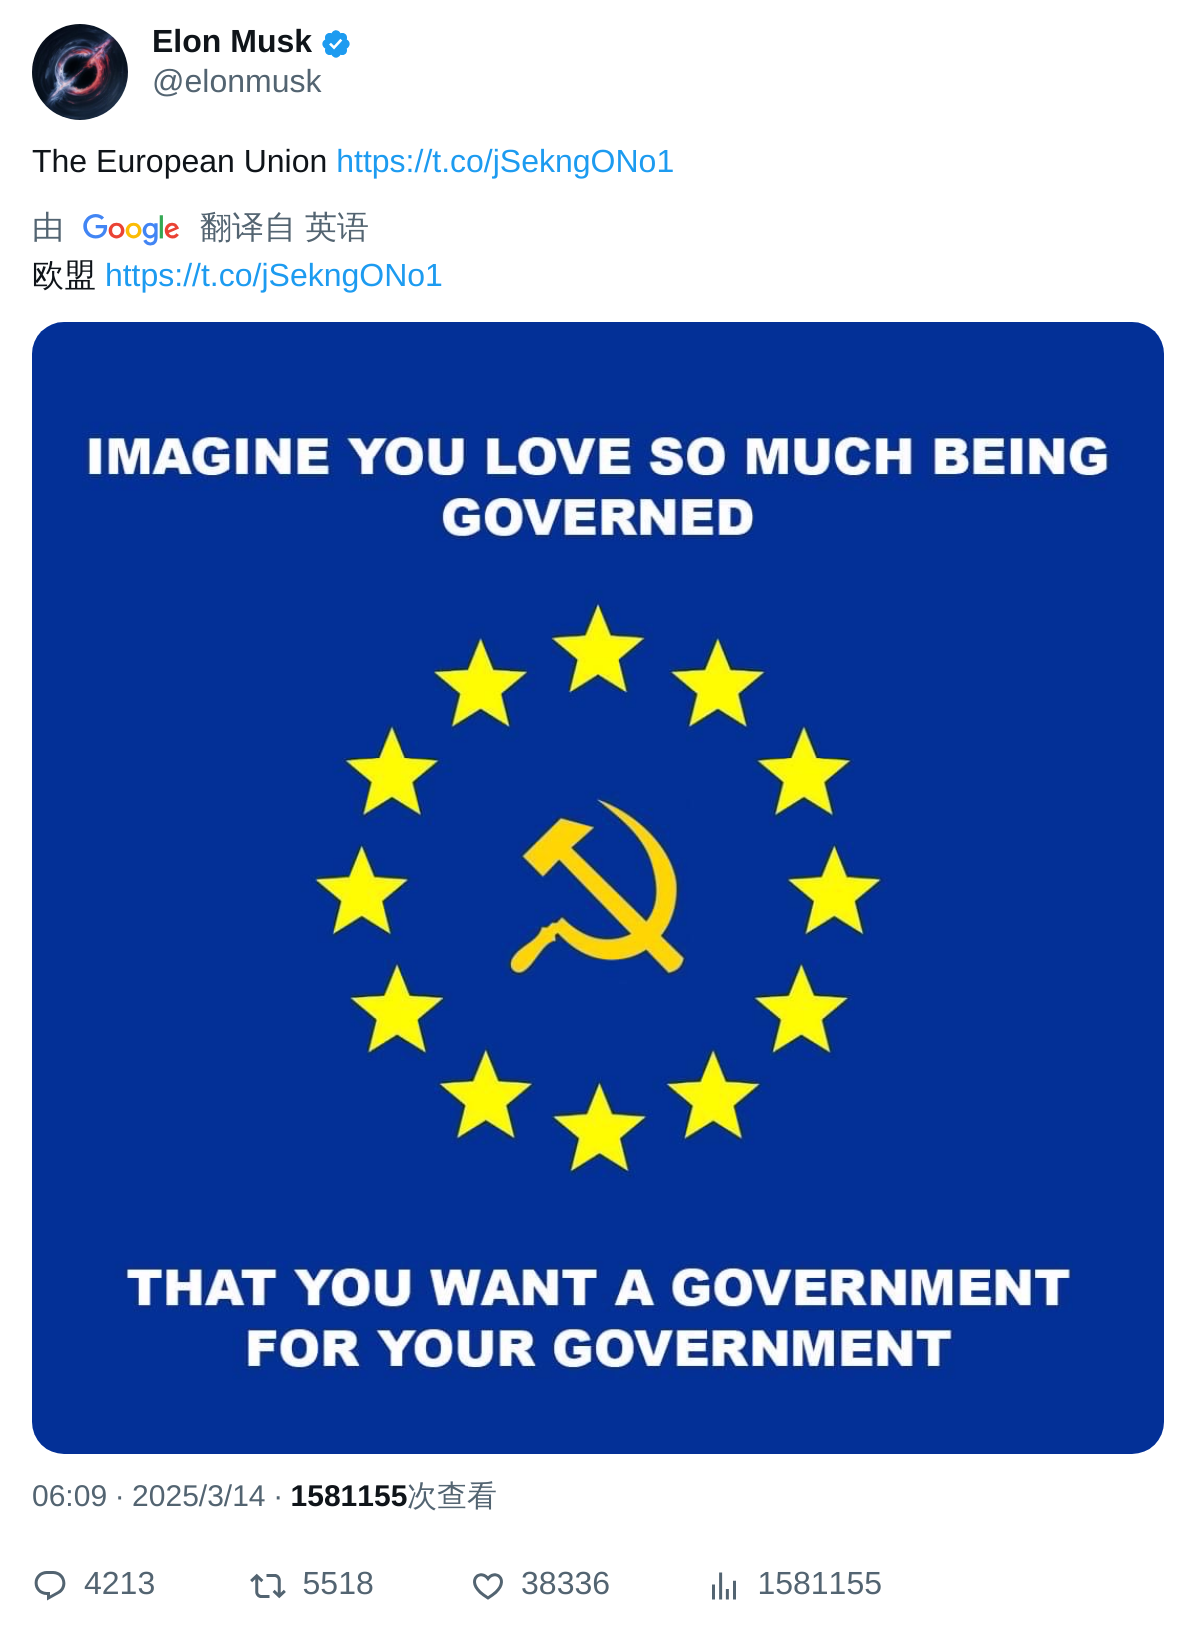 Elon Musk
@elonmusk
The European Union https://t.co/jSekngONo1
由 Google 翻译自 英语
欧盟 https://t.co/jSekngONo1
IMAGINE YOU LOVE SO MUCH BEING
GOVERNED
THAT YOU WANT A GOVERNMENT
FOR YOUR GOVERNMENT
06:09 · 2025/3/14 · 1581155次查看
4213 5518 38336 1581155